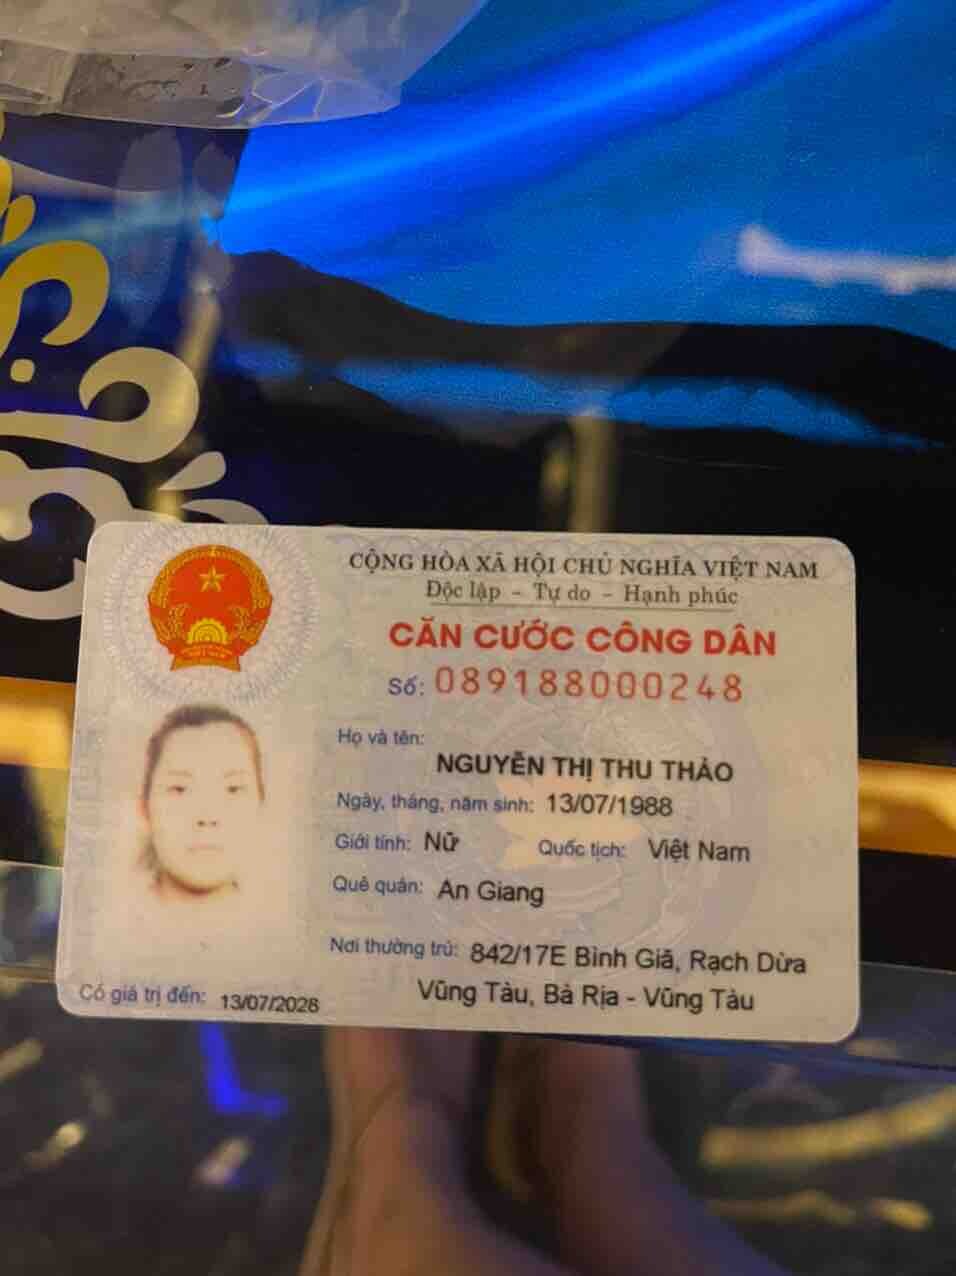 CỘNG HÒA XÃ HỘI CHỦ NGHĨA VIỆT NAM
Độc lập - Tự do - Hạnh phúc
CĂN CƯỚC CÔNG DÂN
Số: 089188000248
Họ và tên:
NGUYỄN THỊ THU THẢO
Ngày, tháng, năm sinh: 13/07/1988
Giới tính: Nữ Quốc tịch: Việt Nam
Quê quán: An Giang
Nơi thường trú: 842/17E Bình Giã, Rạch Dừa
Vũng Tàu, Bà Rịa - Vũng Tàu
Có giá trị đến: 13/07/2028